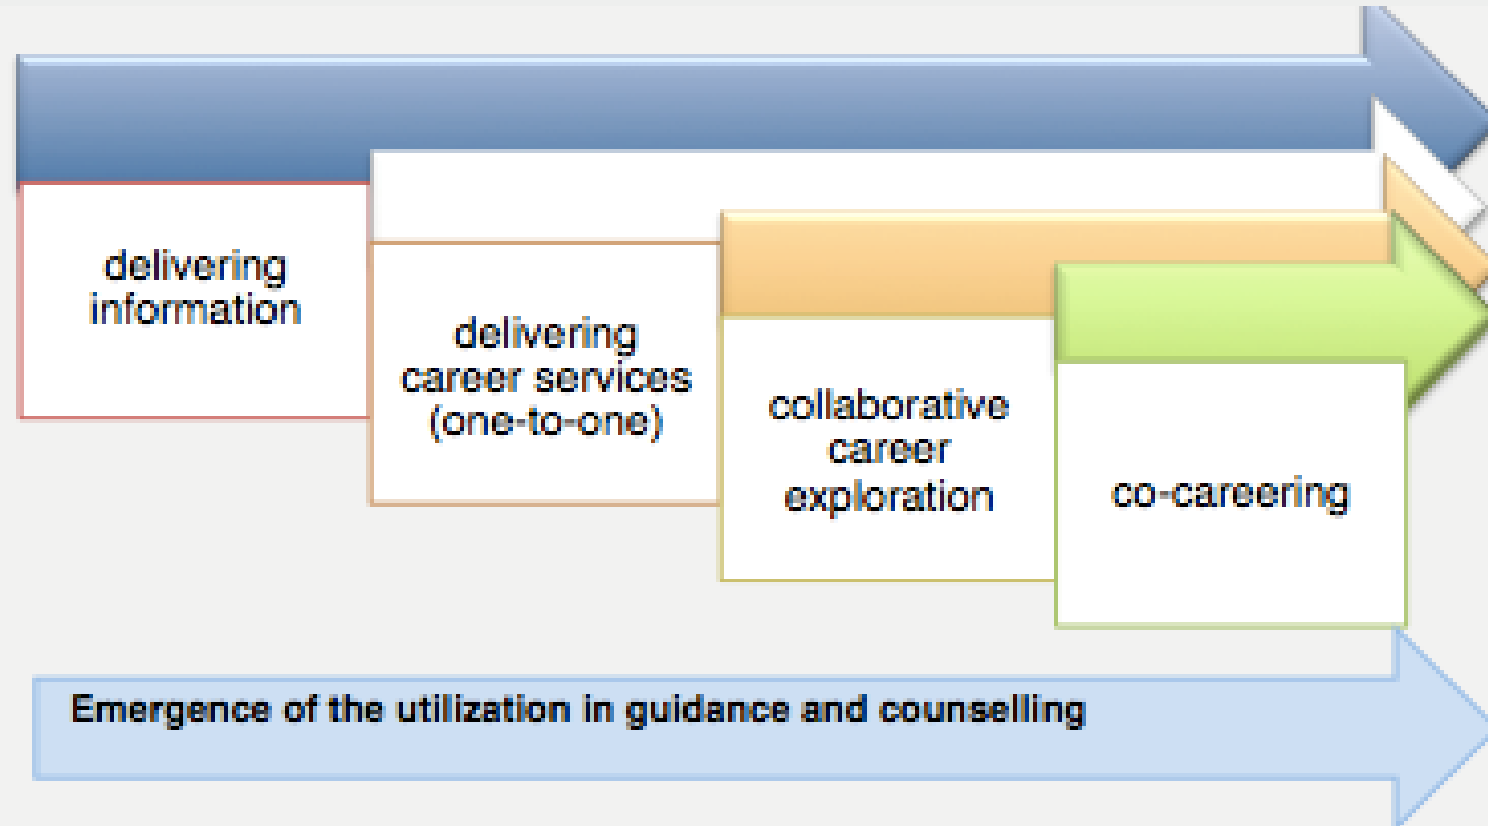 delivering
information
delivering
career services
(one-to-one)
collaborative
career
exploration
co-careering
Emergence of the utilization in guidance and counselling